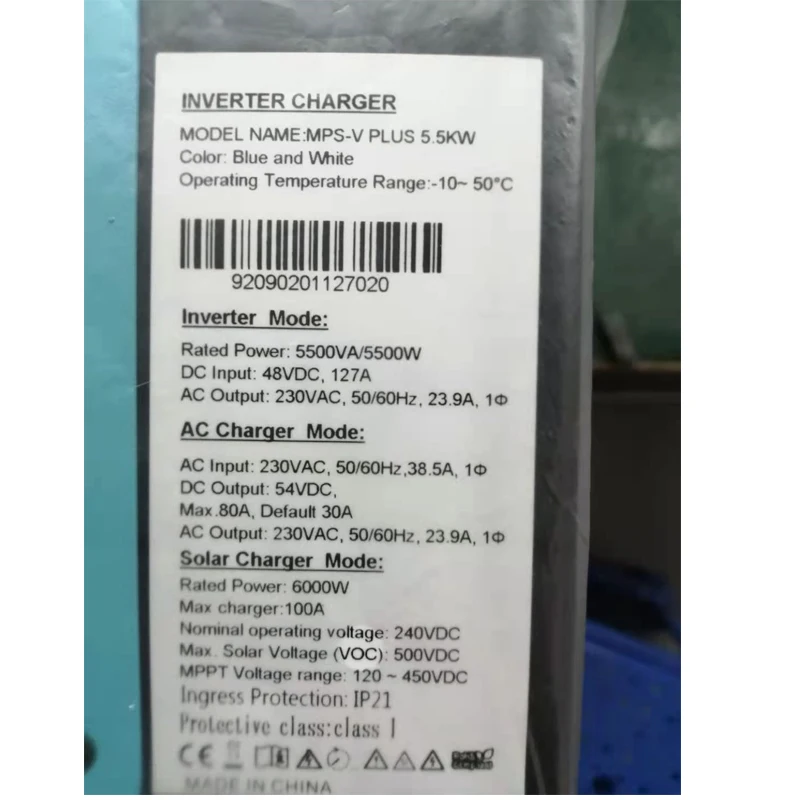 INVERTER CHARGER
MODEL NAME:MPS-V PLUS 5.5KW
Color: Blue and White
Operating Temperature Range:-10~ 50°C
92090201127020
Inverter Mode:
Rated Power: 5500VA/5500W
DC Input: 48VDC, 127A
AC Output: 230VAC, 50/60Hz, 23.9A, 1Φ
AC Charger Mode:
AC Input: 230VAC, 50/60Hz,38.5A, 1Φ
DC Output: 54VDC,
Max.80A, Default 30A
AC Output: 230VAC, 50/60Hz, 23.9A, 1Φ
Solar Charger Mode:
Rated Power: 6000W
Max charger:100A
Nominal operating voltage: 240VDC
Max. Solar Voltage (VOC): 500VDC
MPPT Voltage range: 120 ~ 450VDC
Ingress Protection: IP21
Protective class:class I
CE
MADE IN CHINA